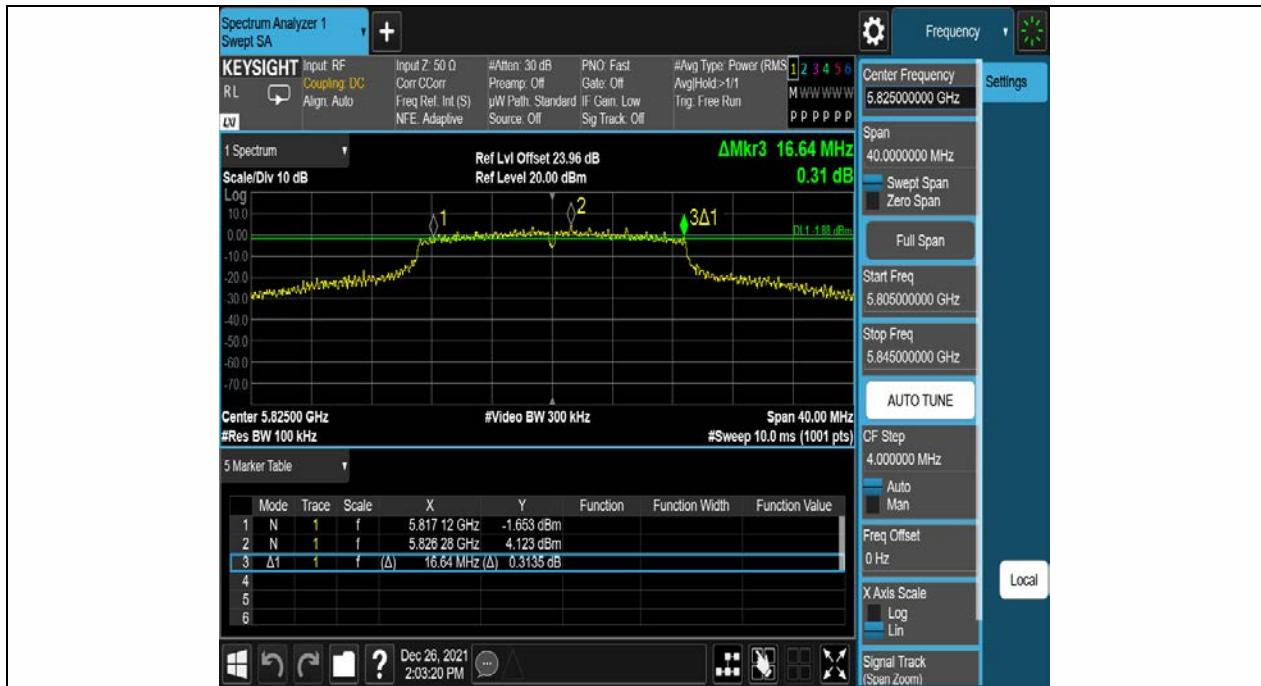 Spectrum Analyzer 1
Swept SA
+
Frequency
KEYSIGHT
RL
LXI
Input: RF
Coupling: DC
Align: Auto
Input Z: 50 Ω
Corr CCorr
Freq Ref: Int (S)
NFE: Adaptive
#Atten: 30 dB
Preamp: Off
µW Path: Standard
Source: Off
PNO: Fast
Gate: Off
IF Gain: Low
Sig Track: Off
#Avg Type: Power (RMS
Avg|Hold:>1/1
Trig: Free Run
1 2 3 4 5 6
M W W W W W
P P P P P P
1 Spectrum
Scale/Div 10 dB
Ref Lvl Offset 23.96 dB
Ref Level 20.00 dBm
ΔMkr3 16.64 MHz
0.31 dB
Log
10.0
0.00
-10.0
-20.0
-30.0
-40.0
-50.0
-60.0
-70.0
1
2
3Δ1
DL1 -1.88 dBm
Center 5.82500 GHz
#Video BW 300 kHz
Span 40.00 MHz
#Res BW 100 kHz
#Sweep 10.0 ms (1001 pts)
5 Marker Table
Mode Trace Scale X Y Function Function Width Function Value
1 N 1 f 5.817 12 GHz -1.653 dBm
2 N 1 f 5.826 28 GHz 4.123 dBm
3 Δ1 1 f (Δ) 16.64 MHz (Δ) 0.3135 dB
4
5
6
?
Dec 26, 2021
2:03:20 PM
Center Frequency
5.825000000 GHz
Span
40.0000000 MHz
Swept Span
Zero Span
Full Span
Start Freq
5.805000000 GHz
Stop Freq
5.845000000 GHz
AUTO TUNE
CF Step
4.000000 MHz
Auto
Man
Freq Offset
0 Hz
X Axis Scale
Log
Lin
Signal Track
(Span Zoom)
Settings
Local